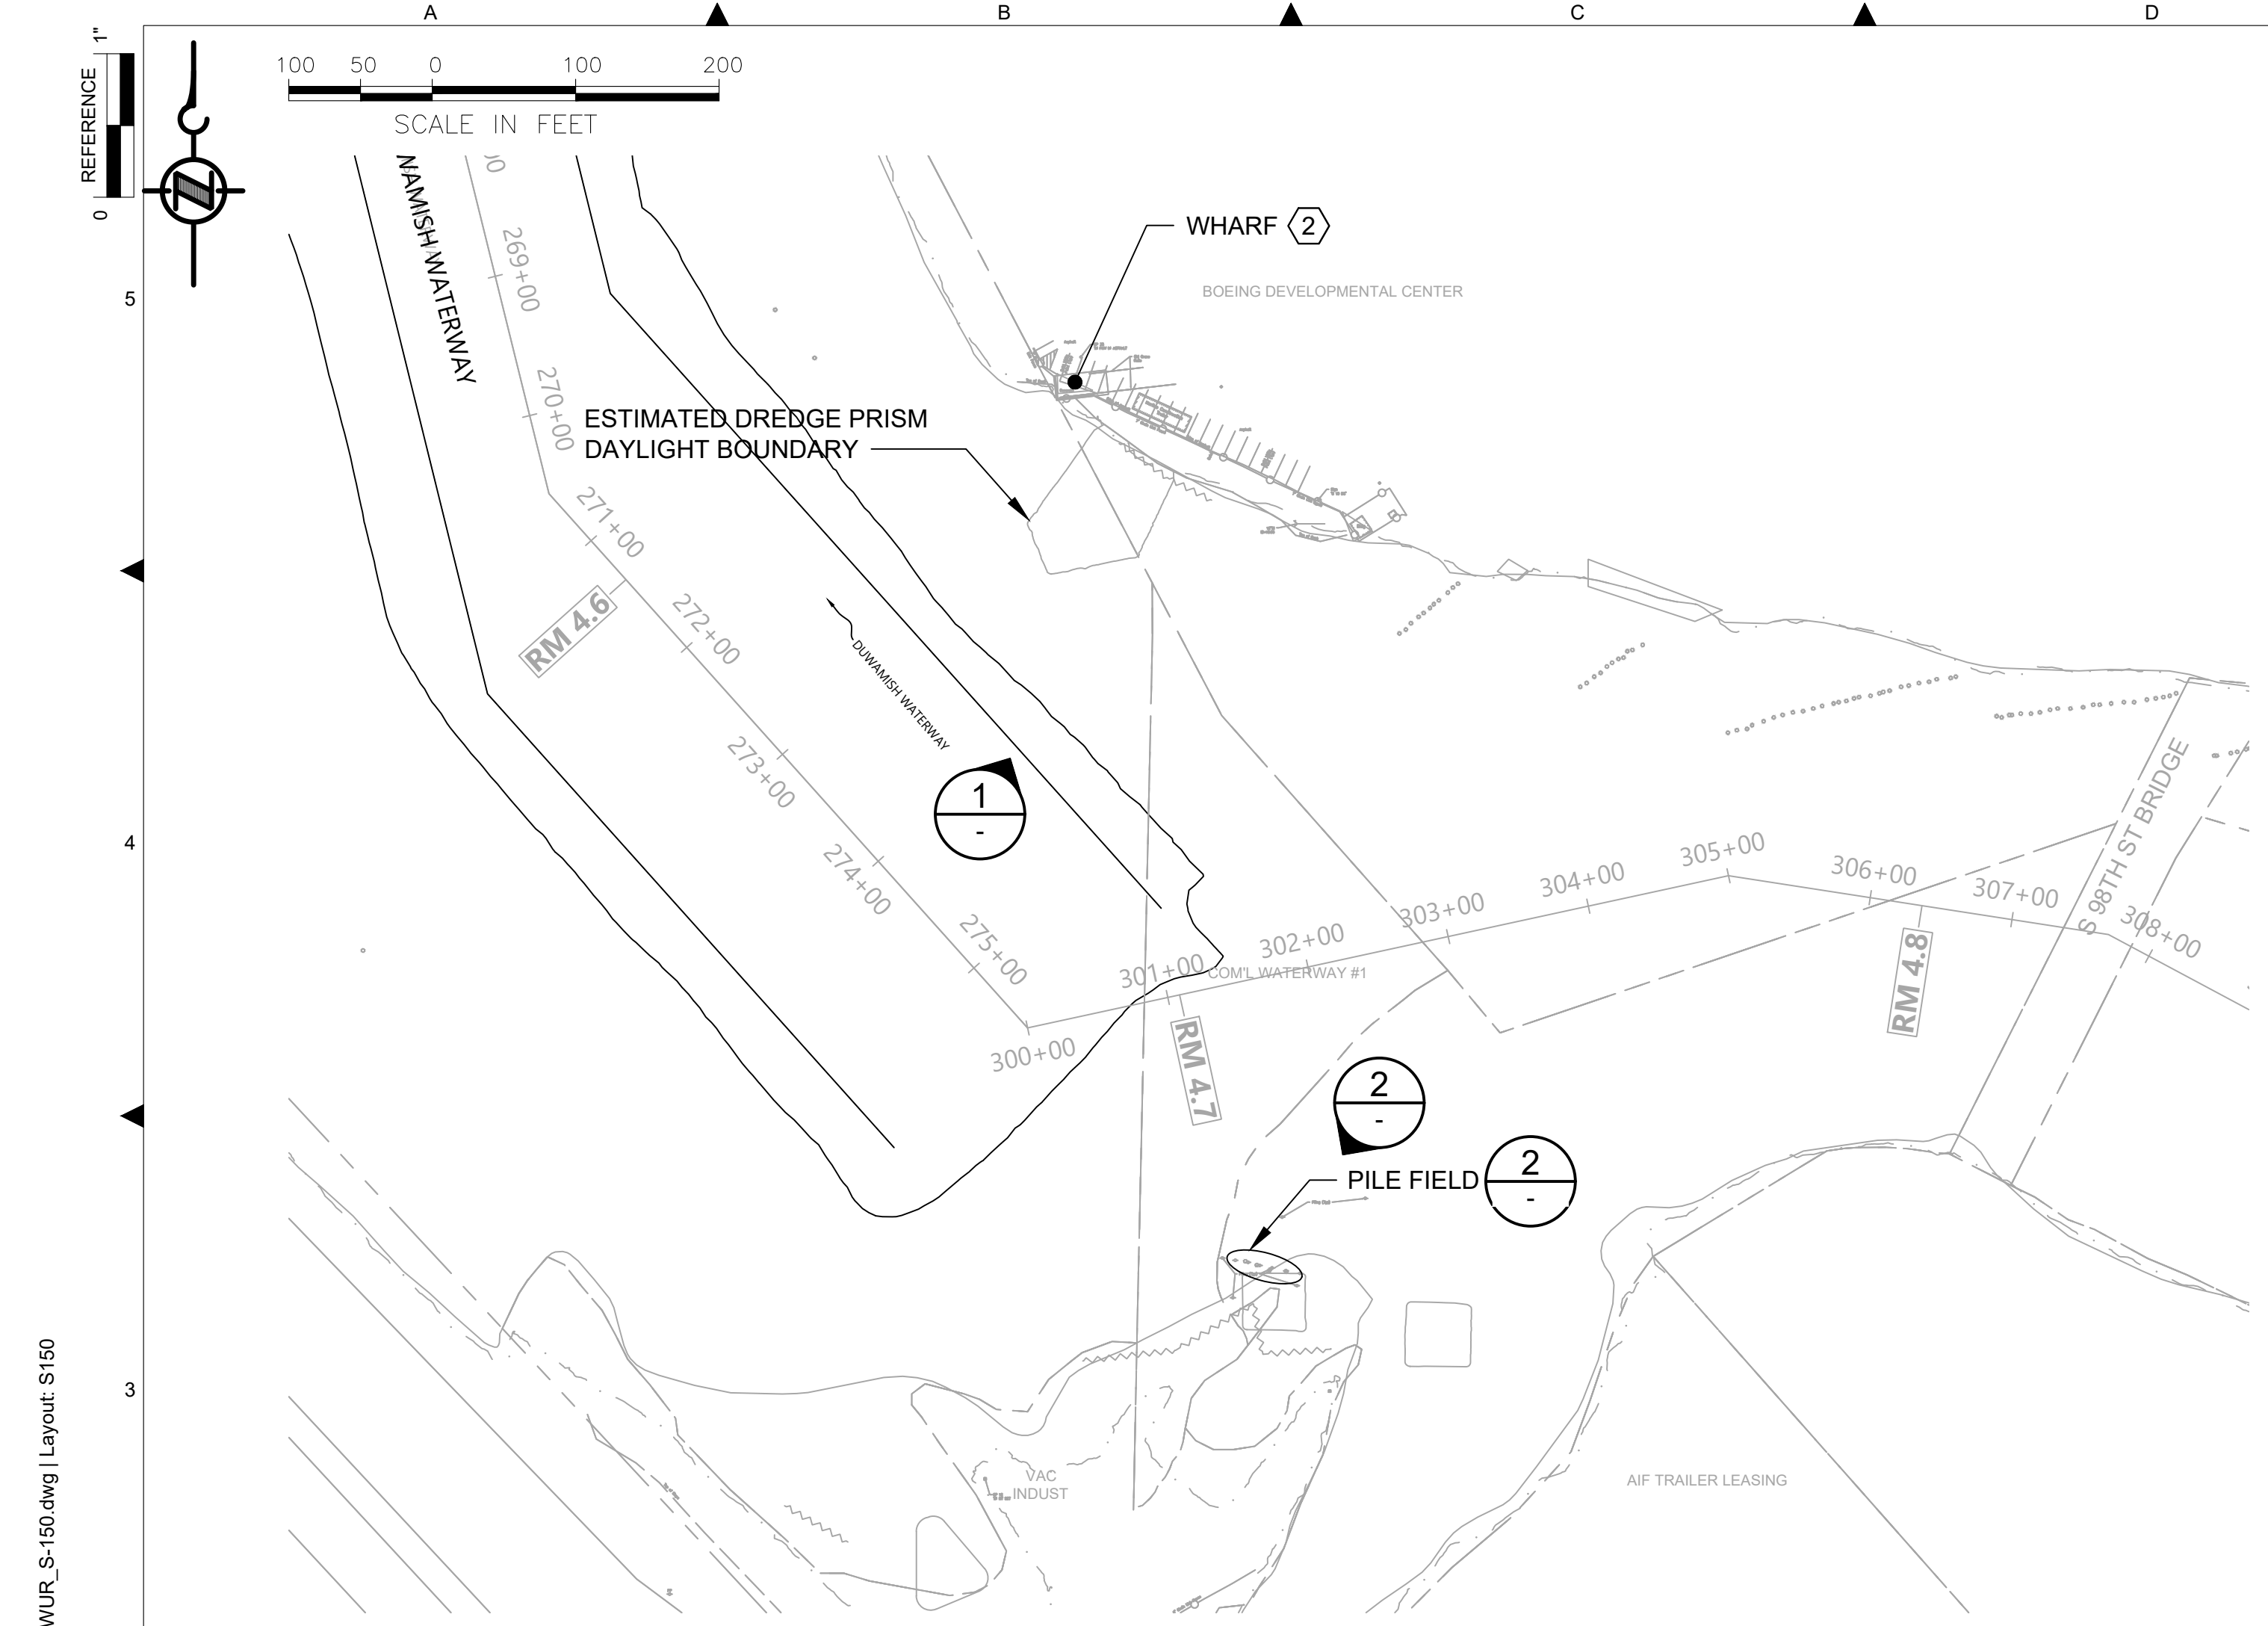 A
B
C
D
REFERENCE
0
1"
100 50 0 100 200
SCALE IN FEET
5
4
3
WAMISH WATERWAY
269+00
270+00
271+00
272+00
273+00
274+00
275+00
RM 4.6
WHARF 2
BOEING DEVELOPMENTAL CENTER
ESTIMATED DREDGE PRISM
DAYLIGHT BOUNDARY
DUWAMISH WATERWAY
1
-
300+00
301+00
302+00
303+00
304+00
305+00
306+00
307+00
308+00
COM'L WATERWAY #1
RM 4.7
RM 4.8
S 98TH ST BRIDGE
2
-
PILE FIELD
2
-
VAC
INDUST
AIF TRAILER LEASING
WUR_S-150.dwg | Layout: S150